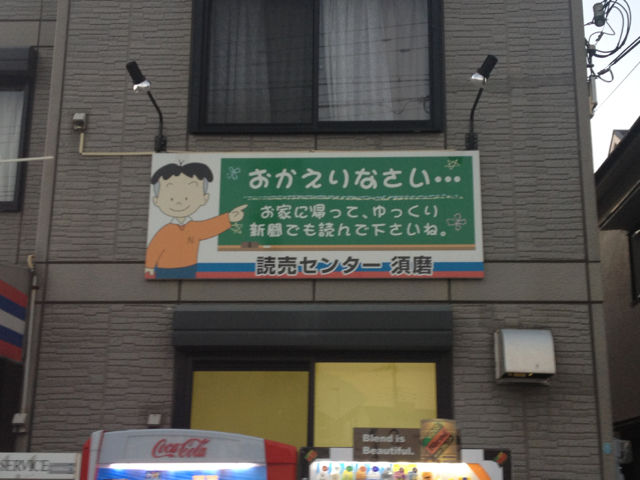 おかえりなさい…
お家に帰って、ゆっくり
新聞でも読んで下さいね。
読売センター 須磨
Coca-Cola
Blend is
Beautiful.
SERVICE